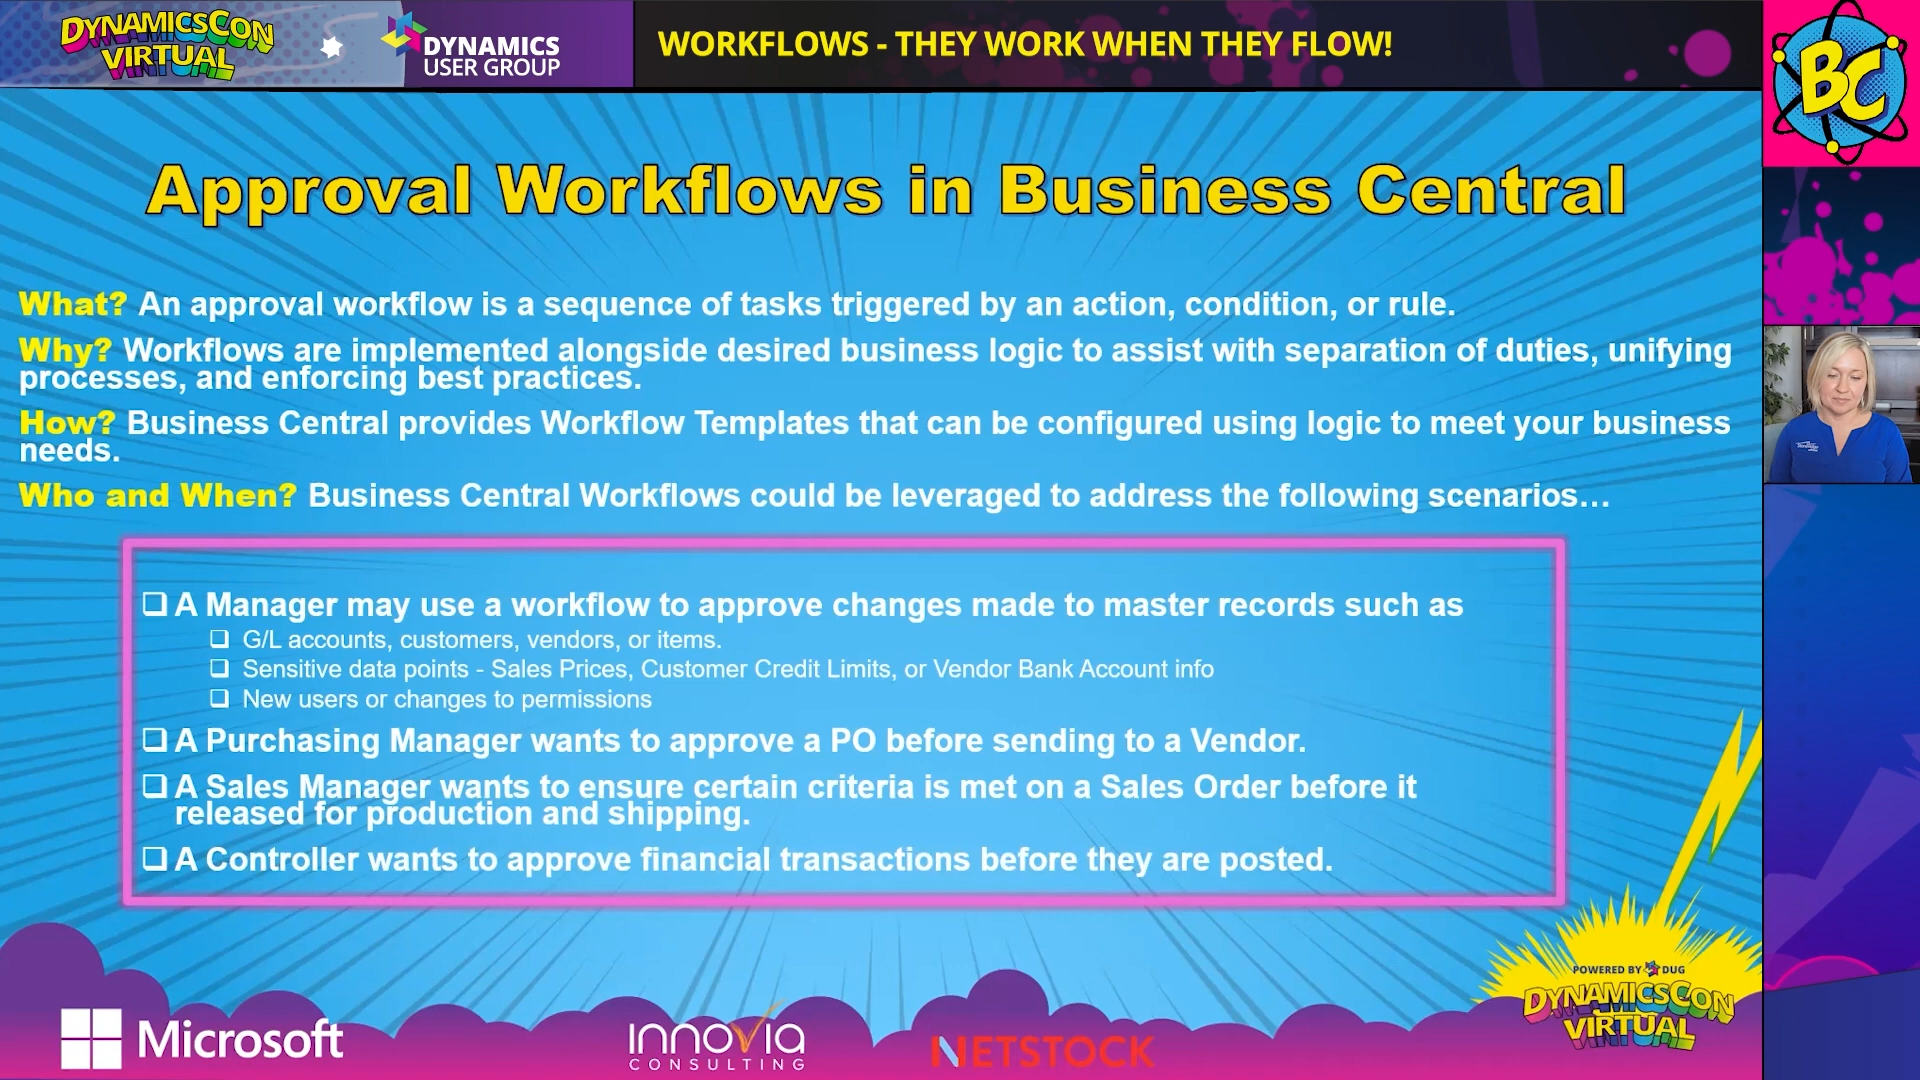 DYNAMICSCON
VIRTUAL
DYNAMICS
USER GROUP
WORKFLOWS - THEY WORK WHEN THEY FLOW!
BC
Approval Workflows in Business Central
What? An approval workflow is a sequence of tasks triggered by an action, condition, or rule.
Why? Workflows are implemented alongside desired business logic to assist with separation of duties, unifying
processes, and enforcing best practices.
How? Business Central provides Workflow Templates that can be configured using logic to meet your business
needs.
Who and When? Business Central Workflows could be leveraged to address the following scenarios...
❑ A Manager may use a workflow to approve changes made to master records such as
❑ G/L accounts, customers, vendors, or items.
❑ Sensitive data points - Sales Prices, Customer Credit Limits, or Vendor Bank Account info
❑ New users or changes to permissions
❑ A Purchasing Manager wants to approve a PO before sending to a Vendor.
❑ A Sales Manager wants to ensure certain criteria is met on a Sales Order before it
released for production and shipping.
❑ A Controller wants to approve financial transactions before they are posted.
POWERED BY DUG
DYNAMICSCON
VIRTUAL
Microsoft
INNOVIA
CONSULTING
NETSTOCK